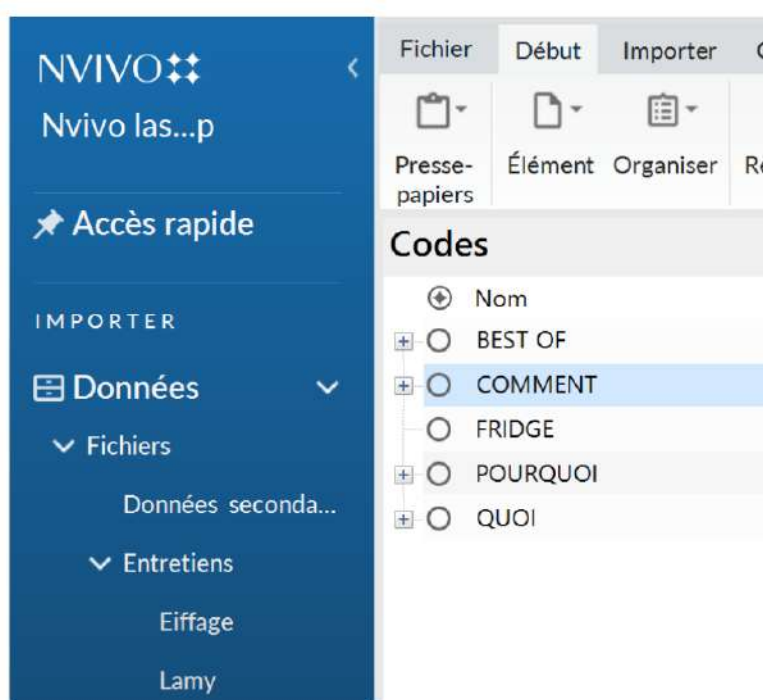 NVIVO
Nvivo las...p
Accès rapide
IMPORTER
Données
Fichiers
Données seconda...
Entretiens
Eiffage
Lamy
Fichier Début Importer
Presse-papiers Élément Organiser
Codes
Nom
BEST OF
COMMENT
FRIDGE
POURQUOI
QUOI